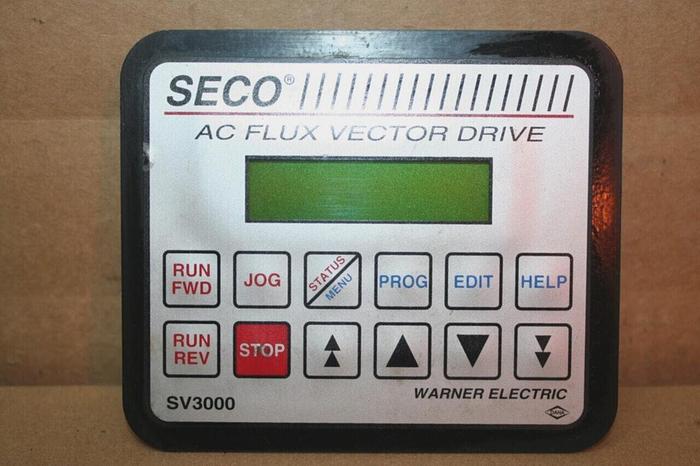 SECO®
AC FLUX VECTOR DRIVE
RUN FWD
JOG
STATUS MENU
PROG
EDIT
HELP
RUN REV
STOP
WARNER ELECTRIC
SV3000
DANA